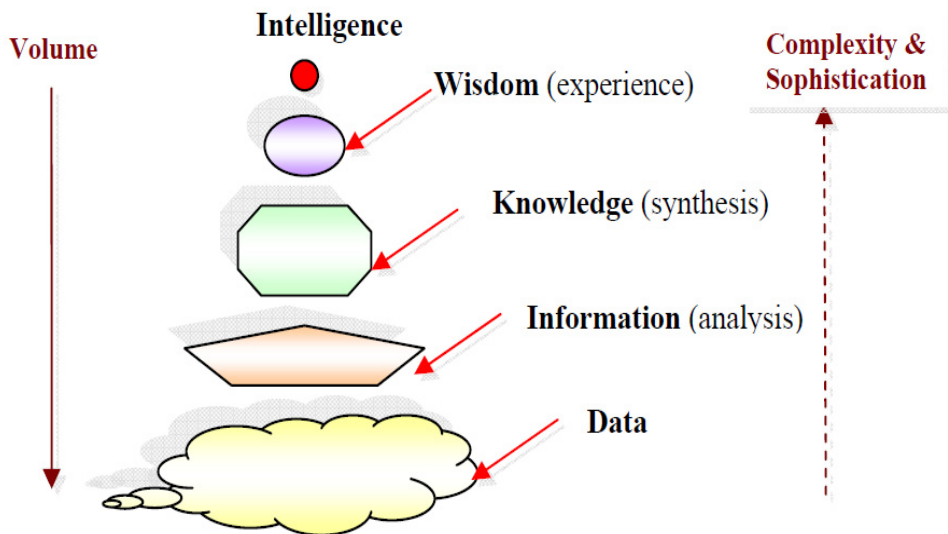 Intelligence
Volume
Complexity &
Sophistication
Wisdom (experience)
Knowledge (synthesis)
Information (analysis)
Data